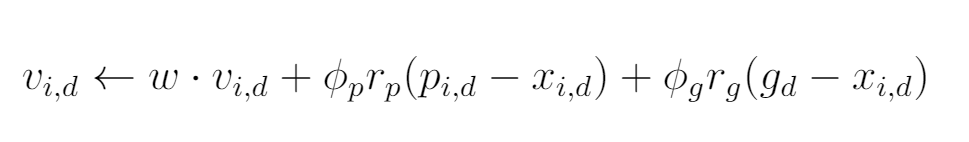 v_{i,d} ← w · v_{i,d} + ϕ_p r_p (p_{i,d} − x_{i,d}) + ϕ_g r_g (g_d − x_{i,d})